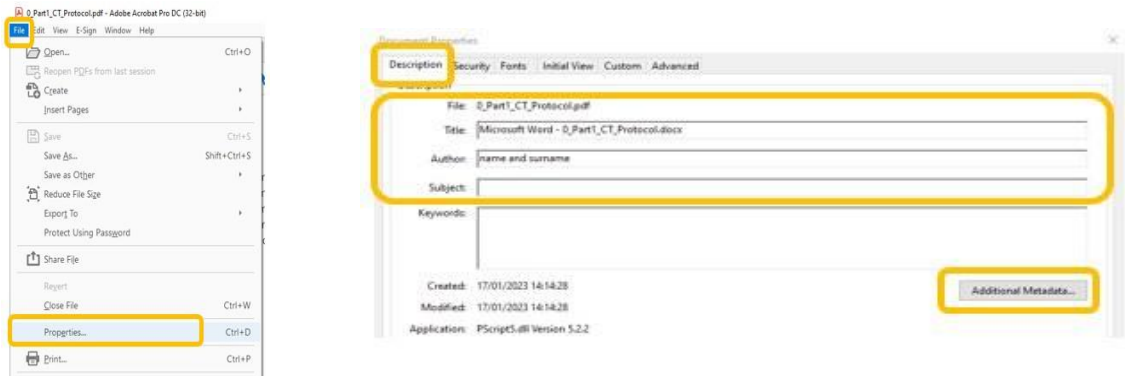 0_Part1_CT_Protocol.pdf - Adobe Acrobat Pro DC (32-bit)
File Edit View E-Sign Window Help
Open... Ctrl+O
Reopen PDFs from last session
Create
Insert Pages
Save Ctrl+S
Save As... Shift+Ctrl+S
Save as Other
Reduce File Size
Export To
Protect Using Password
Share File
Revert
Close File Ctrl+W
Properties... Ctrl+D
Print... Ctrl+P
Document Properties
Description Security Fonts Initial View Custom Advanced
Description
File: 0_Part1_CT_Protocol.pdf
Title: Microsoft Word - 0_Part1_CT_Protocol.docx
Author: name and surname
Subject:
Keywords:
Created: 17/01/2023 14:14:28
Additional Metadata...
Modified: 17/01/2023 14:14:28
Application: PScript5.dll Version 5.2.2